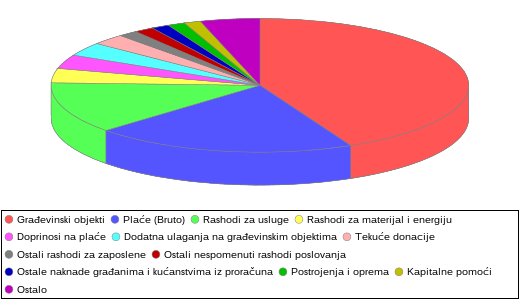 Građevinski objekti Plaće (Bruto) Rashodi za usluge Rashodi za materijal i energiju
Doprinosi na plaće Dodatna ulaganja na građevinskim objektima Tekuće donacije
Ostali rashodi za zaposlene Ostali nespomenuti rashodi poslovanja
Ostale naknade građanima i kućanstvima iz proračuna Postrojenja i oprema Kapitalne pomoći
Ostalo